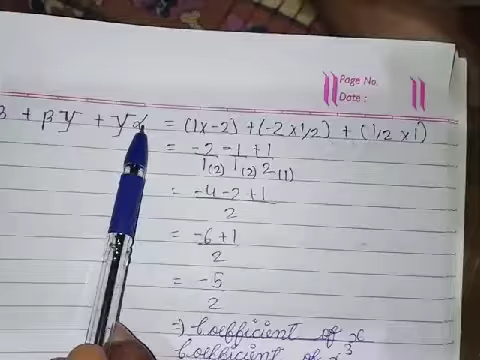 Page No.
Date :
β + βγ + γα = (1x-2) + (-2 x 1/2) + (1/2 x 1)
= -2/1(2) -1/1(2) +1/2(1)
= -4-2+1/2
= -6+1/2
= -5/2
=) Coefficient of x
Coefficient of x³